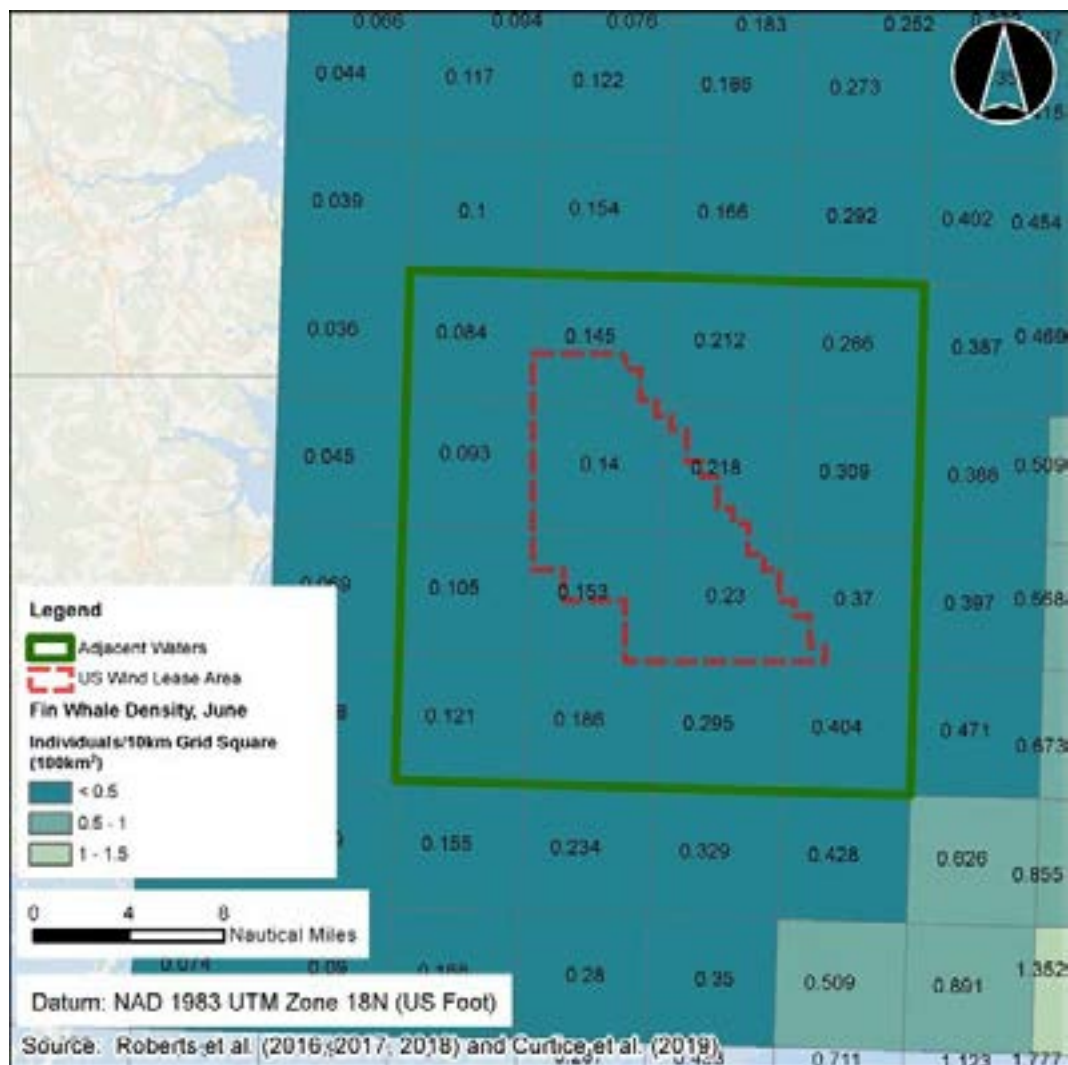 0.066 0.094 0.076 0.183 0.252
0.044 0.117 0.122 0.186 0.273
0.039 0.1 0.154 0.166 0.292 0.402 0.484
0.036 0.084 0.145 0.212 0.266 0.387
0.045 0.093 0.14 0.218 0.309 0.386
0.105 0.153 0.23 0.37 0.397
0.121 0.186 0.295 0.404 0.471
0.155 0.234 0.329 0.428 0.626 0.855
0.074 0.09 0.28 0.35 0.509 0.891
0.711 1.123 1.777
Legend
Adjacent Waters
US Wind Lease Area
Fin Whale Density, June
Individuals/10km Grid Square
(100km²)
< 0.5
0.5 - 1
1 - 1.5
0 4 8
Nautical Miles
Datum: NAD 1983 UTM Zone 18N (US Foot)
Source: Roberts et al. (2016, 2017, 2018) and Curtice et al. (2019)